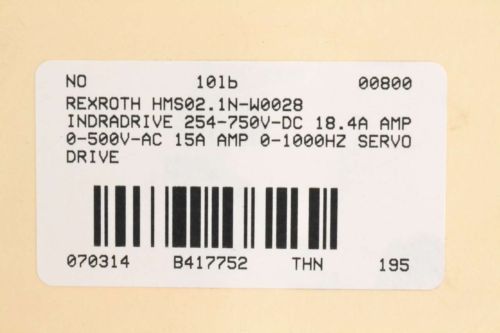 NO 10lb 00800
REXROTH HMS02.1N-W0028
INDRADRIVE 254-750V-DC 18.4A AMP
0-500V-AC 15A AMP 0-1000HZ SERVO
DRIVE
070314 B417752 THN 195